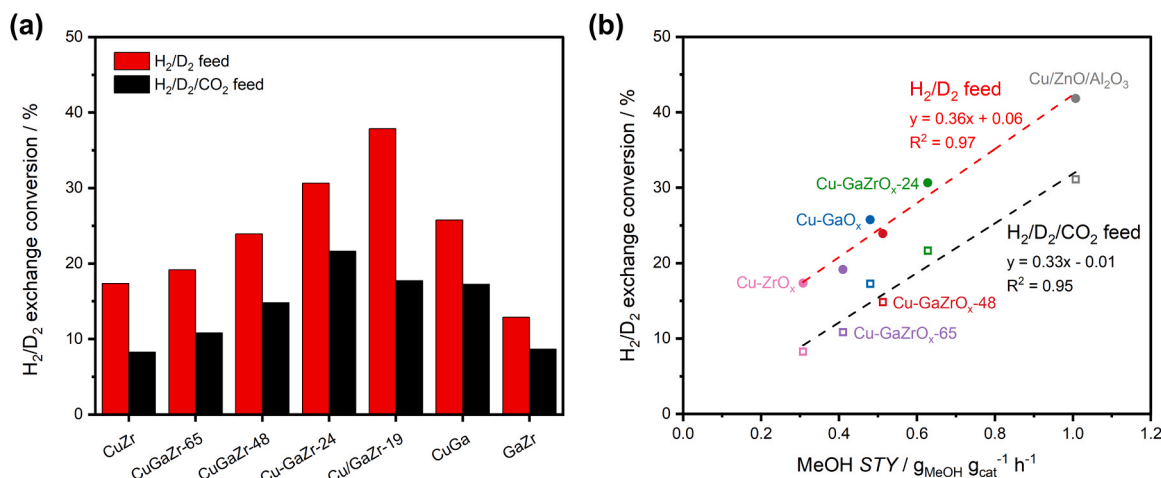 (a)
50
40
30
20
10
0
H₂/D₂ exchange conversion / %
H₂/D₂ feed
H₂/D₂/CO₂ feed
CuZr
CuGaZr-65
CuGaZr-48
Cu-GaZr-24
Cu/GaZr-19
CuGa
GaZr
(b)
50
40
30
20
10
0
H₂/D₂ exchange conversion / %
Cu/ZnO/Al₂O₃
H₂/D₂ feed
y = 0.36x + 0.06
R² = 0.97
Cu-GaZrOₓ-24
Cu-GaOₓ
Cu-ZrOₓ
H₂/D₂/CO₂ feed
y = 0.33x - 0.01
R² = 0.95
Cu-GaZrOₓ-48
Cu-GaZrOₓ-65
0.0 0.2 0.4 0.6 0.8 1.0 1.2
MeOH STY / g_MeOH g_cat⁻¹ h⁻¹